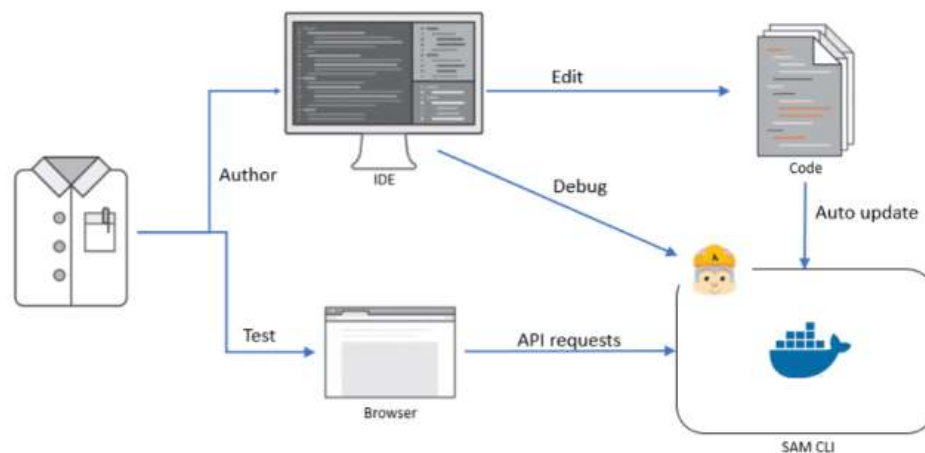 Edit
Author
IDE
Code
Debug
Auto update
Test
API requests
Browser
SAM CLI